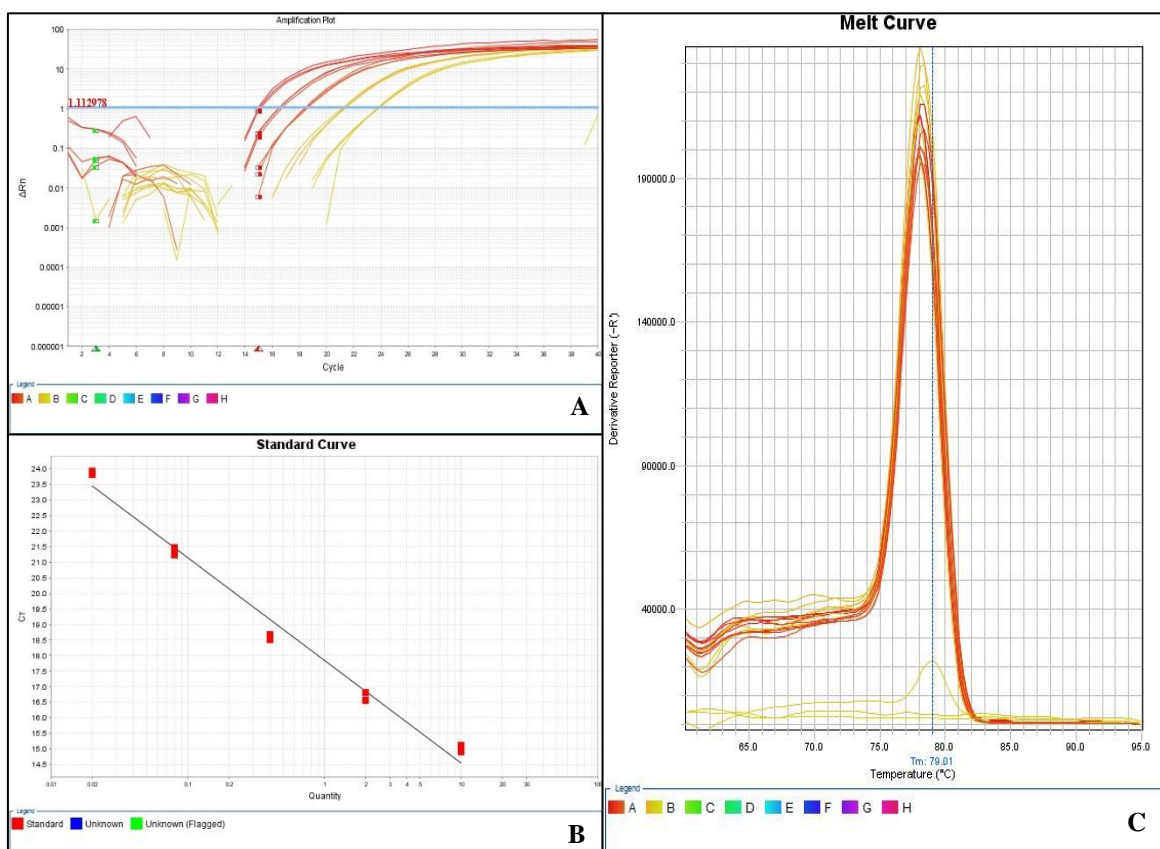 Amplification Plot
100
10
1.112978
1
0.1
0.01
0.001
0.0001
0.00001
0.000001
ΔRn
2 4 6 8 10 12 14 16 18 20 22 24 26 28 30 32 34 36 38 40
Cycle
Legend
A B C D E F G H
A
Standard Curve
24.0
23.5
23.0
22.5
22.0
21.5
21.0
20.5
20.0
19.5
19.0
18.5
18.0
17.5
17.0
16.5
16.0
15.5
15.0
14.5
CT
0.01 0.02 0.1 0.2 1 2 3 4 5 10 20 30 100
Quantity
Legend
Standard Unknown Unknown (Flagged)
B
Melt Curve
190000.0
140000.0
90000.0
40000.0
Derivative Reporter (-R')
65.0 70.0 75.0 80.0 85.0 90.0 95.0
Tm: 79.01
Temperature (°C)
Legend
A B C D E F G H
C